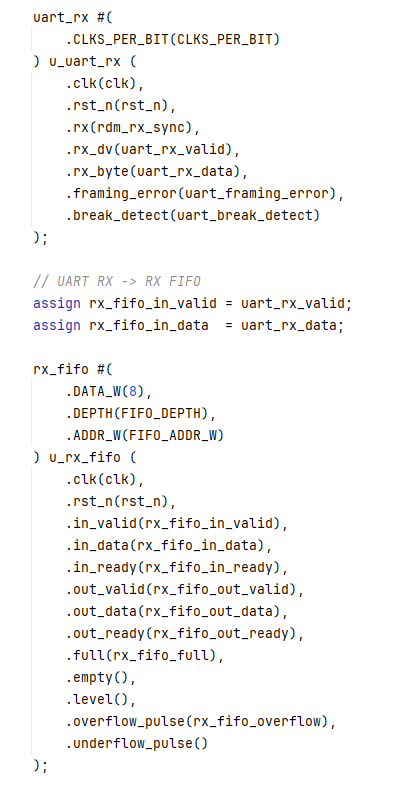 uart_rx #(
    .CLKS_PER_BIT(CLKS_PER_BIT)
) u_uart_rx (
    .clk(clk),
    .rst_n(rst_n),
    .rx(rdm_rx_sync),
    .rx_dv(uart_rx_valid),
    .rx_byte(uart_rx_data),
    .framing_error(uart_framing_error),
    .break_detect(uart_break_detect)
);

// UART RX -> RX FIFO
assign rx_fifo_in_valid = uart_rx_valid;
assign rx_fifo_in_data  = uart_rx_data;

rx_fifo #(
    .DATA_W(8),
    .DEPTH(FIFO_DEPTH),
    .ADDR_W(FIFO_ADDR_W)
) u_rx_fifo (
    .clk(clk),
    .rst_n(rst_n),
    .in_valid(rx_fifo_in_valid),
    .in_data(rx_fifo_in_data),
    .in_ready(rx_fifo_in_ready),
    .out_valid(rx_fifo_out_valid),
    .out_data(rx_fifo_out_data),
    .out_ready(rx_fifo_out_ready),
    .full(rx_fifo_full),
    .empty(),
    .level(),
    .overflow_pulse(rx_fifo_overflow),
    .underflow_pulse()
);